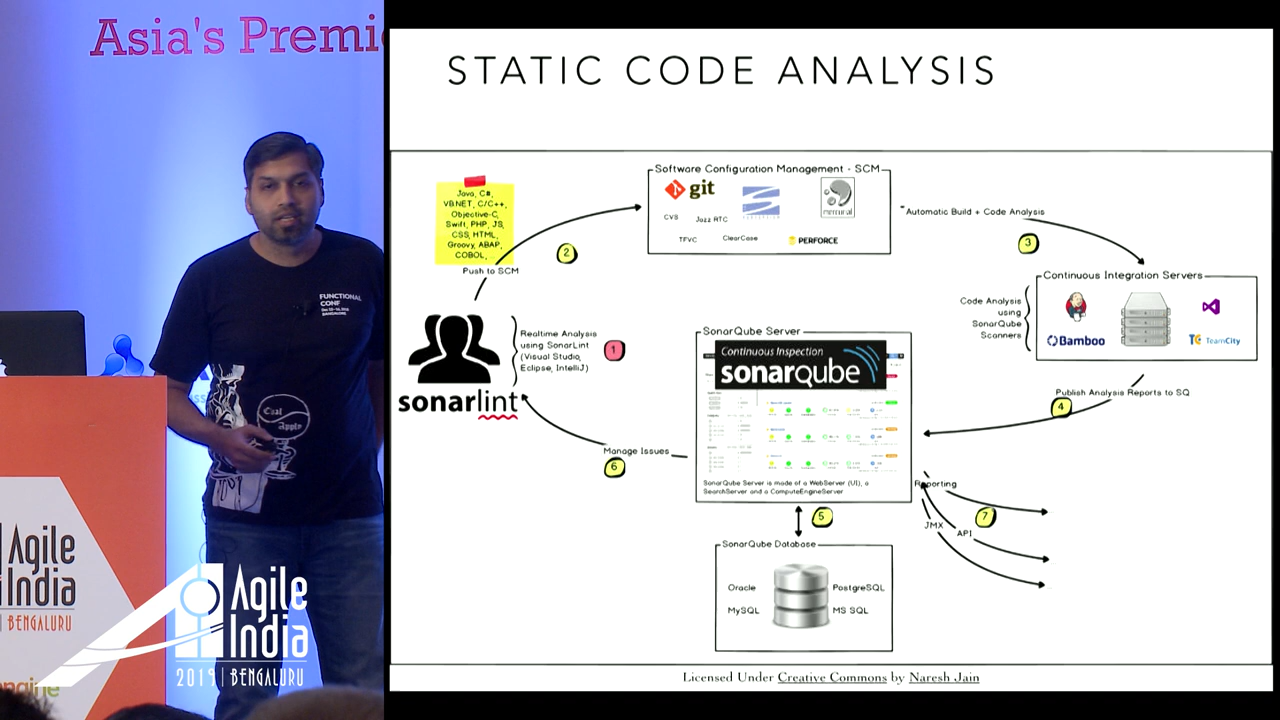 Asia's Premi
STATIC CODE ANALYSIS
Java, C#,
VB.NET, C/C++,
Objective-C,
Swift, PHP, JS,
CSS, HTML,
Groovy, ABAP,
COBOL,...
Push to SCM
2
Software Configuration Management - SCM
git
CVS
Jazz RTC
TFVC
ClearCase
PERFORCE
Automatic Build + Code Analysis
3
Continuous Integration Servers
Code Analysis
using
SonarQube
Scanners
Bamboo
TC TeamCity
Realtime Analysis
using SonarLint
(Visual Studio,
Eclipse, IntelliJ)
1
sonarlint
SonarQube Server
Continuous Inspection
sonarqube
SonarQube Server is made of a WebServer (UI), a
SearchServer and a ComputeEngineServer
Publish Analysis Reports to SQ
4
Manage Issues
6
Reporting
7
JMX
API
5
SonarQube Database
Oracle
PostgreSQL
MySQL
MS SQL
Licensed Under Creative Commons by Naresh Jain
FUNCTIONAL
CONF
BENGALURU
Agile
India
BENGALURU
Agile
India
2019 | BENGALURU